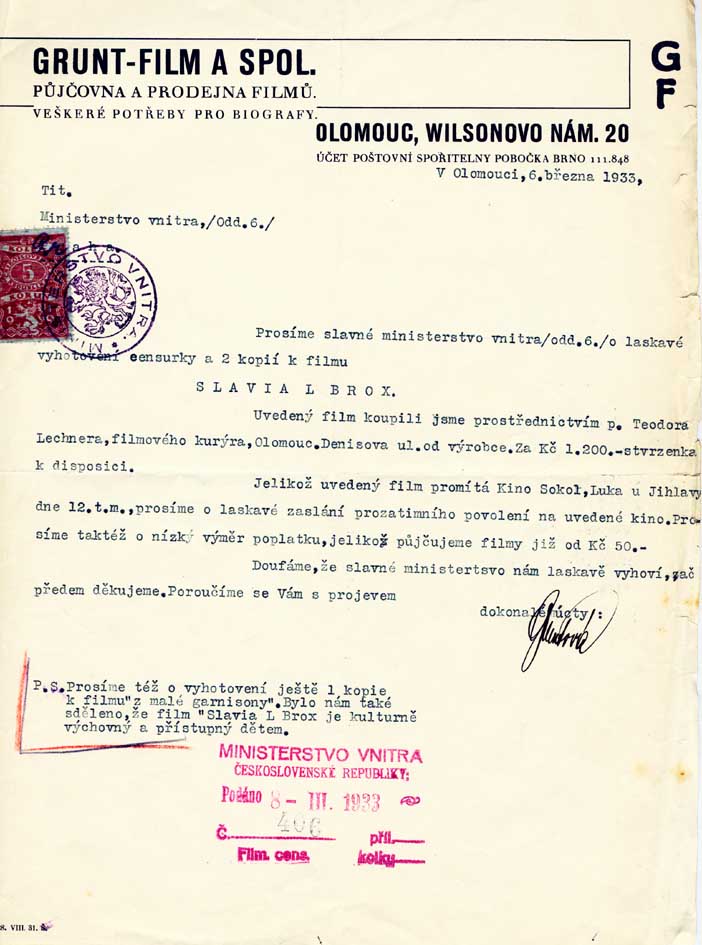 GRUNT-FILM A SPOL.
PŮJČOVNA A PRODEJNA FILMŮ.
VEŠKERÉ POTŘEBY PRO BIOGRAFY.
G
F
OLOMOUC, WILSONOVO NÁM. 20
ÚČET POŠTOVNÍ SPOŘITELNY POBOČKA BRNO 111.848
V Olomouci,6.března 1933,
Tit.
Ministerstvo vnitra,/Odd.6./
5
MINISTERSTVO VNITRA.
Prosíme slavné ministerstvo vnitra/odd.6./o laskavé
vyhotovení censurky a 2 kopií k filmu
SLAVIA L BROX.
Uvedený film koupili jsme prostřednictvím p. Teodora
Lechnera,filmového kurýra,Olomouc.Denisova ul.od výrobce.Za Kč 1.200.-stvrzenka
k disposici.
Jelikož uvedený film promítá Kino Sokol,Luka u Jihlavy
dne 12.t.m.,prosíme o laskavé zaslání prozatimního povolení na uvedené kino.Pro-
síme taktéž o nízký výměr poplatku,jelikož půjčujeme filmy již od Kč 50.-
Doufáme,že slavné ministertsvo nám laskavě vyhoví,zač
předem děkujeme.Poroučíme se Vám s projevem
dokonalé úcty:
P.S.Prosíme též o vyhotovení ještě 1 kopie
k filmu"z malé garnisony".Bylo nám také
sděleno,že film "Slavia L Brox je kulturně
výchovný a přístupný dětem.
MINISTERSTVO VNITRA
ČESKOSLOVENSKÉ REPUBLIKY:
Podáno 8 - III. 1933
406
Č. příl.
Film. cens. kolky
8. VIII. 31.